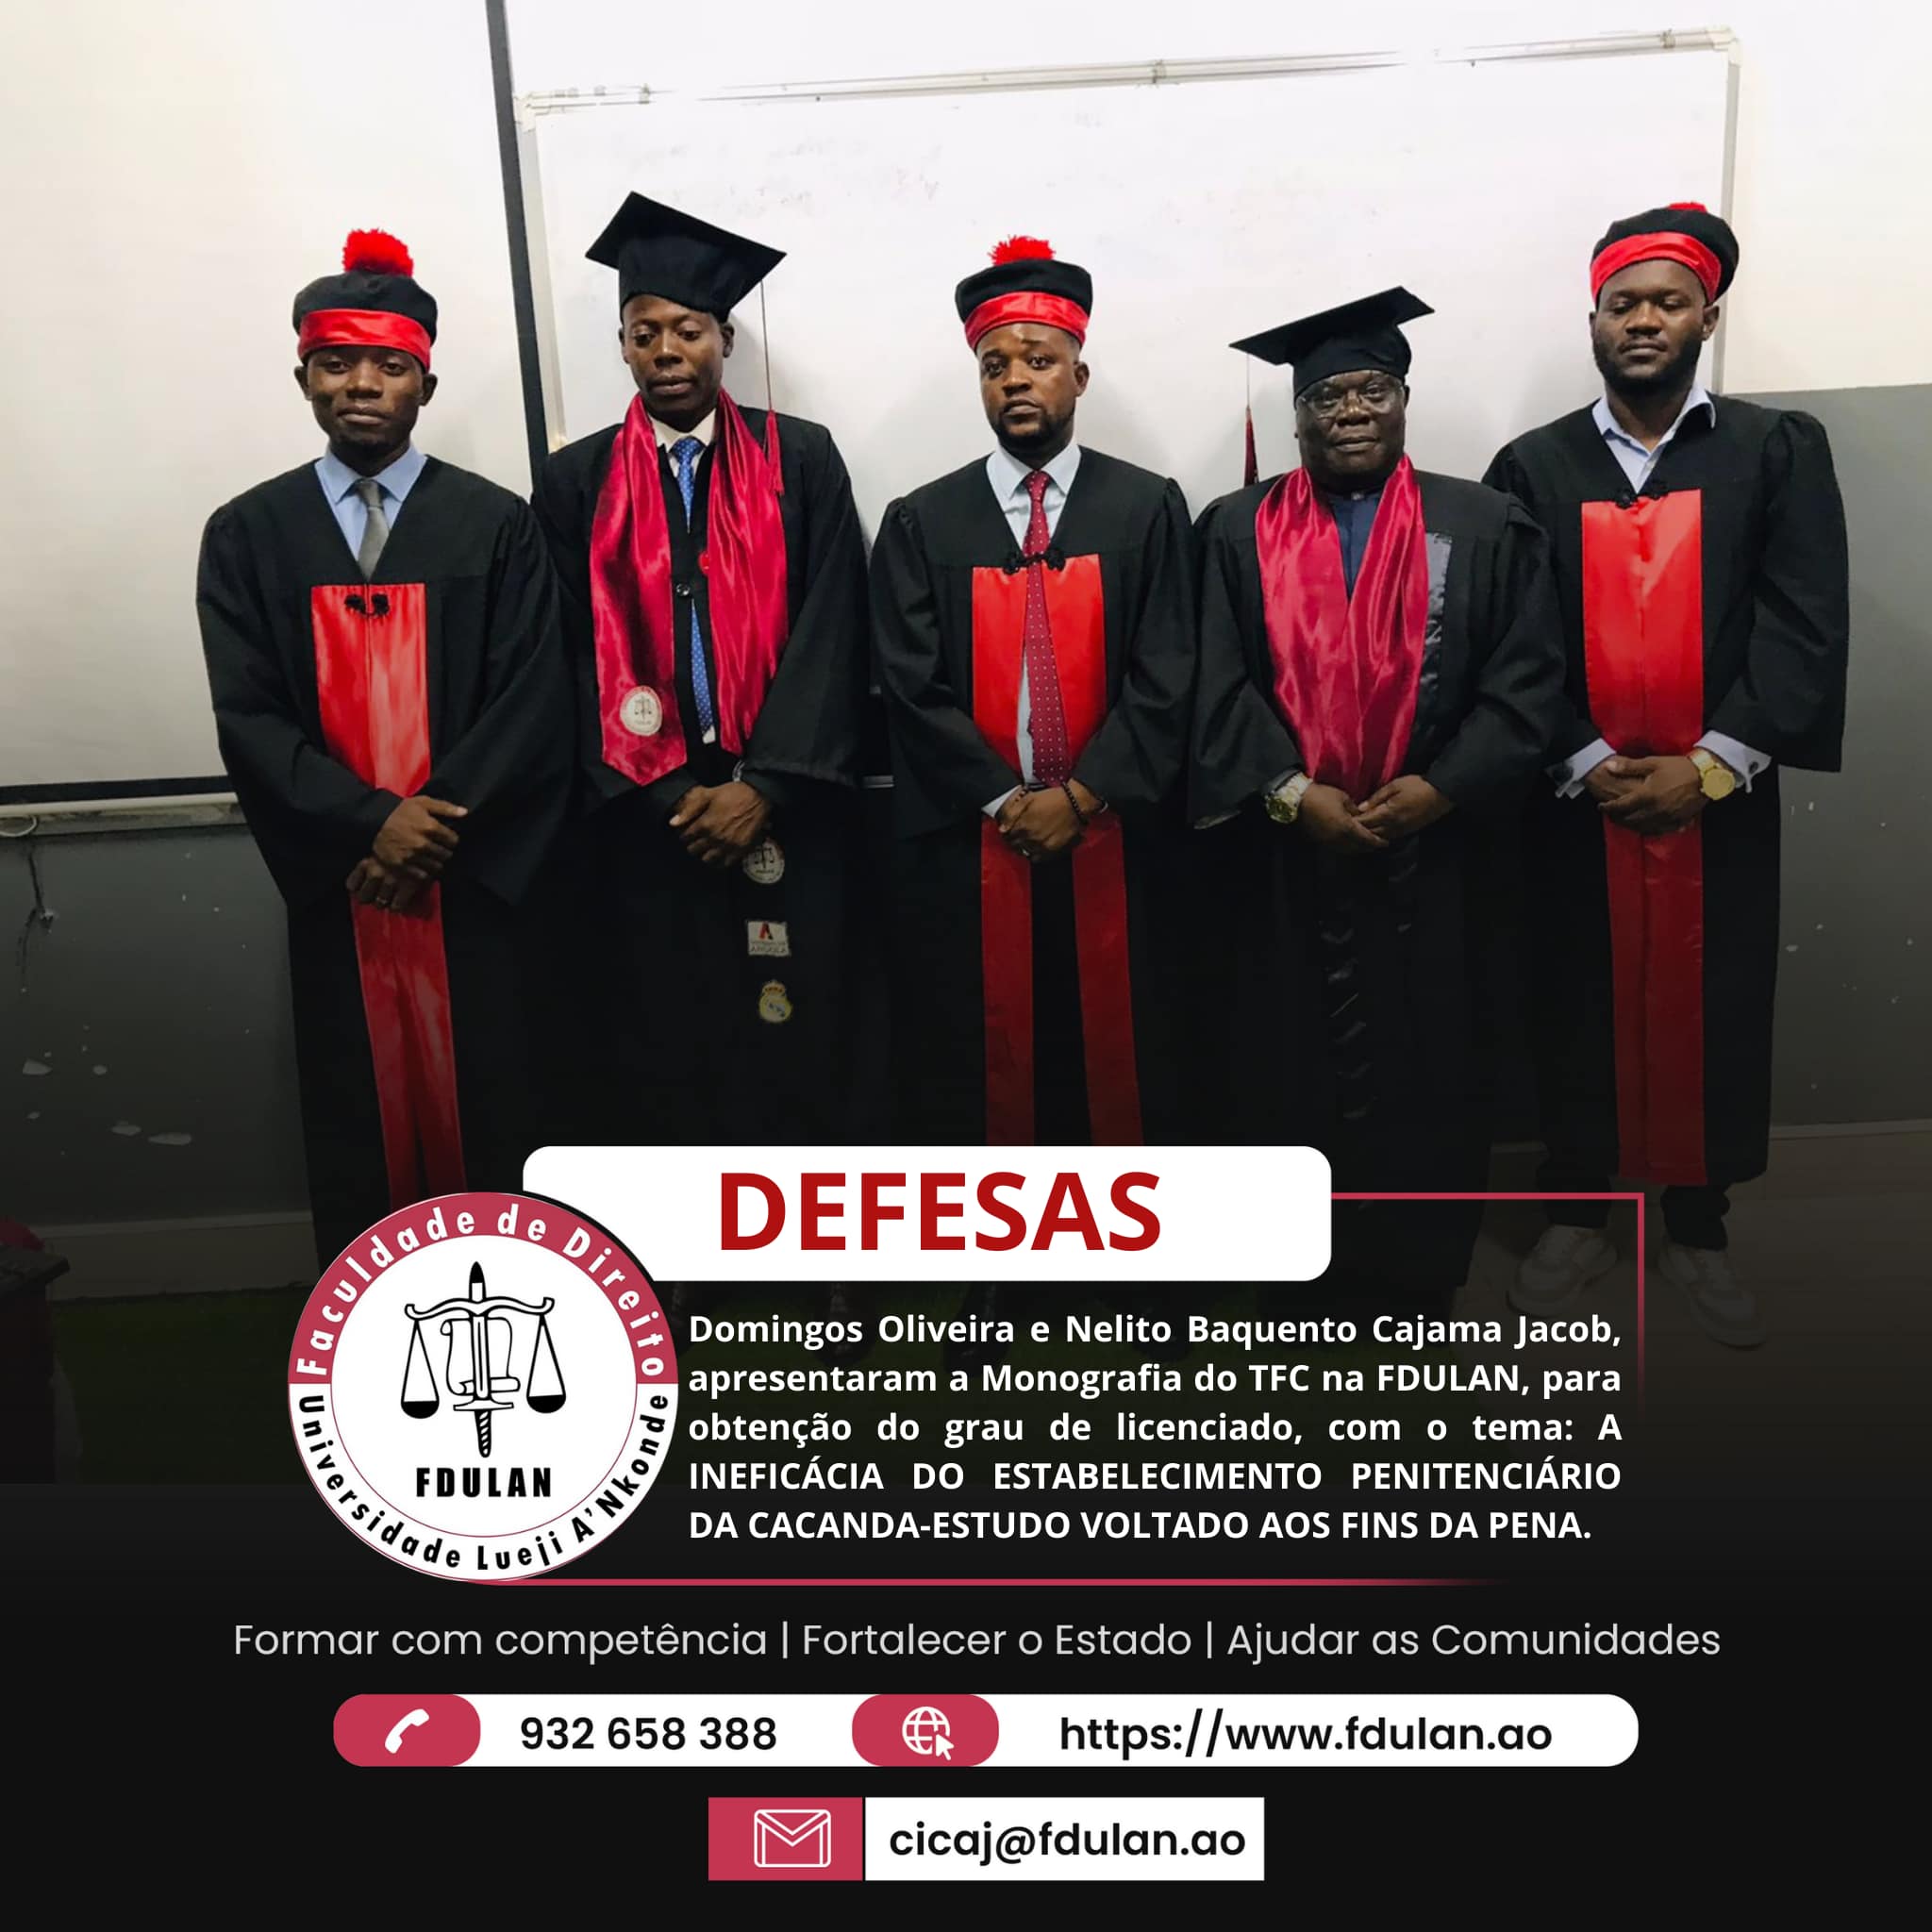 DEFESAS
Faculdade de Direito
FDULAN
Universidade Lueji A'Nkonde
Domingos Oliveira e Nelito Baquento Cajama Jacob,
apresentaram a Monografia do TFC na FDULAN, para
obtenção do grau de licenciado, com o tema: A
INEFICÁCIA DO ESTABELECIMENTO PENITENCIÁRIO
DA CACANDA-ESTUDO VOLTADO AOS FINS DA PENA.
Formar com competência | Fortalecer o Estado | Ajudar as Comunidades
932 658 388
https://www.fdulan.ao
cicaj@fdulan.ao